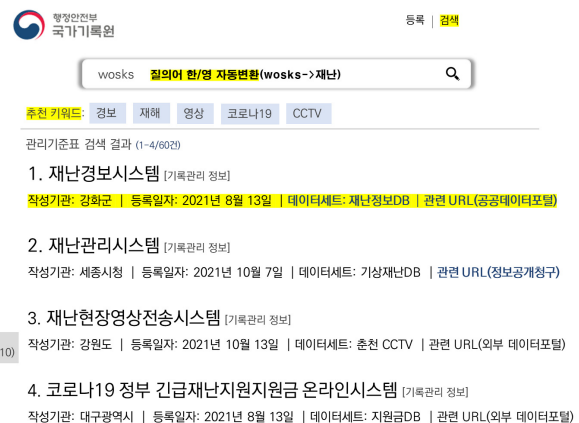 행정안전부
국가기록원
등록 | 검색
wosks 질의어 한/영 자동변환(wosks->재난)
추천 키워드: 경보 재해 영상 코로나19 CCTV
관리기준표 검색 결과 (1~4/60건)
1. 재난경보시스템 [기록관리 정보]
작성기관: 강화군 | 등록일자: 2021년 8월 13일 | 데이터세트: 재난정보DB | 관련 URL(공공데이터포털)
2. 재난관리시스템 [기록관리 정보]
작성기관: 세종시청 | 등록일자: 2021년 10월 7일 | 데이터세트: 기상재난DB | 관련 URL(정보공개청구)
3. 재난현장영상전송시스템 [기록관리 정보]
10)
작성기관: 강원도 | 등록일자: 2021년 10월 13일 | 데이터세트: 춘천 CCTV | 관련 URL(외부 데이터포털)
4. 코로나19 정부 긴급재난지원지원금 온라인시스템 [기록관리 정보]
작성기관: 대구광역시 | 등록일자: 2021년 8월 13일 | 데이터세트: 지원금DB | 관련 URL(외부 데이터포털)